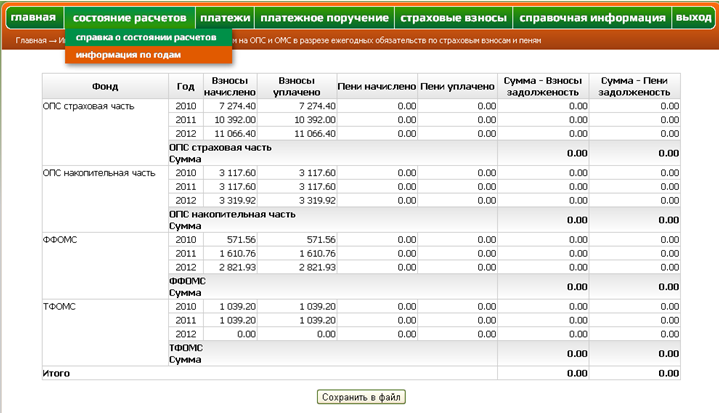 главная состояние расчетов платежи платежное поручение страховые взносы справочная информация выход
Главная → И на ОПС и ОМС в разрезе ежегодных обязательств по страховым взносам и пеням
справка о состоянии расчетов
информация по годам
Фонд Год Взносы начислено Взносы уплачено Пени начислено Пени уплачено Сумма - Взносы задолженость Сумма - Пени задолженость
ОПС страховая часть 2010 7 274.40 7 274.40 0.00 0.00 0.00 0.00
2011 10 392.00 10 392.00 0.00 0.00 0.00 0.00
2012 11 066.40 11 066.40 0.00 0.00 0.00 0.00
ОПС страховая часть
Сумма 0.00 0.00
ОПС накопительная часть 2010 3 117.60 3 117.60 0.00 0.00 0.00 0.00
2011 3 117.60 3 117.60 0.00 0.00 0.00 0.00
2012 3 319.92 3 319.92 0.00 0.00 0.00 0.00
ОПС накопительная часть
Сумма 0.00 0.00
ФФОМС 2010 571.56 571.56 0.00 0.00 0.00 0.00
2011 1 610.76 1 610.76 0.00 0.00 0.00 0.00
2012 2 821.93 2 821.93 0.00 0.00 0.00 0.00
ФФОМС
Сумма 0.00 0.00
ТФОМС 2010 1 039.20 1 039.20 0.00 0.00 0.00 0.00
2011 1 039.20 1 039.20 0.00 0.00 0.00 0.00
2012 0.00 0.00 0.00 0.00 0.00 0.00
ТФОМС
Сумма 0.00 0.00
Итого 0.00 0.00
Сохранить в файл